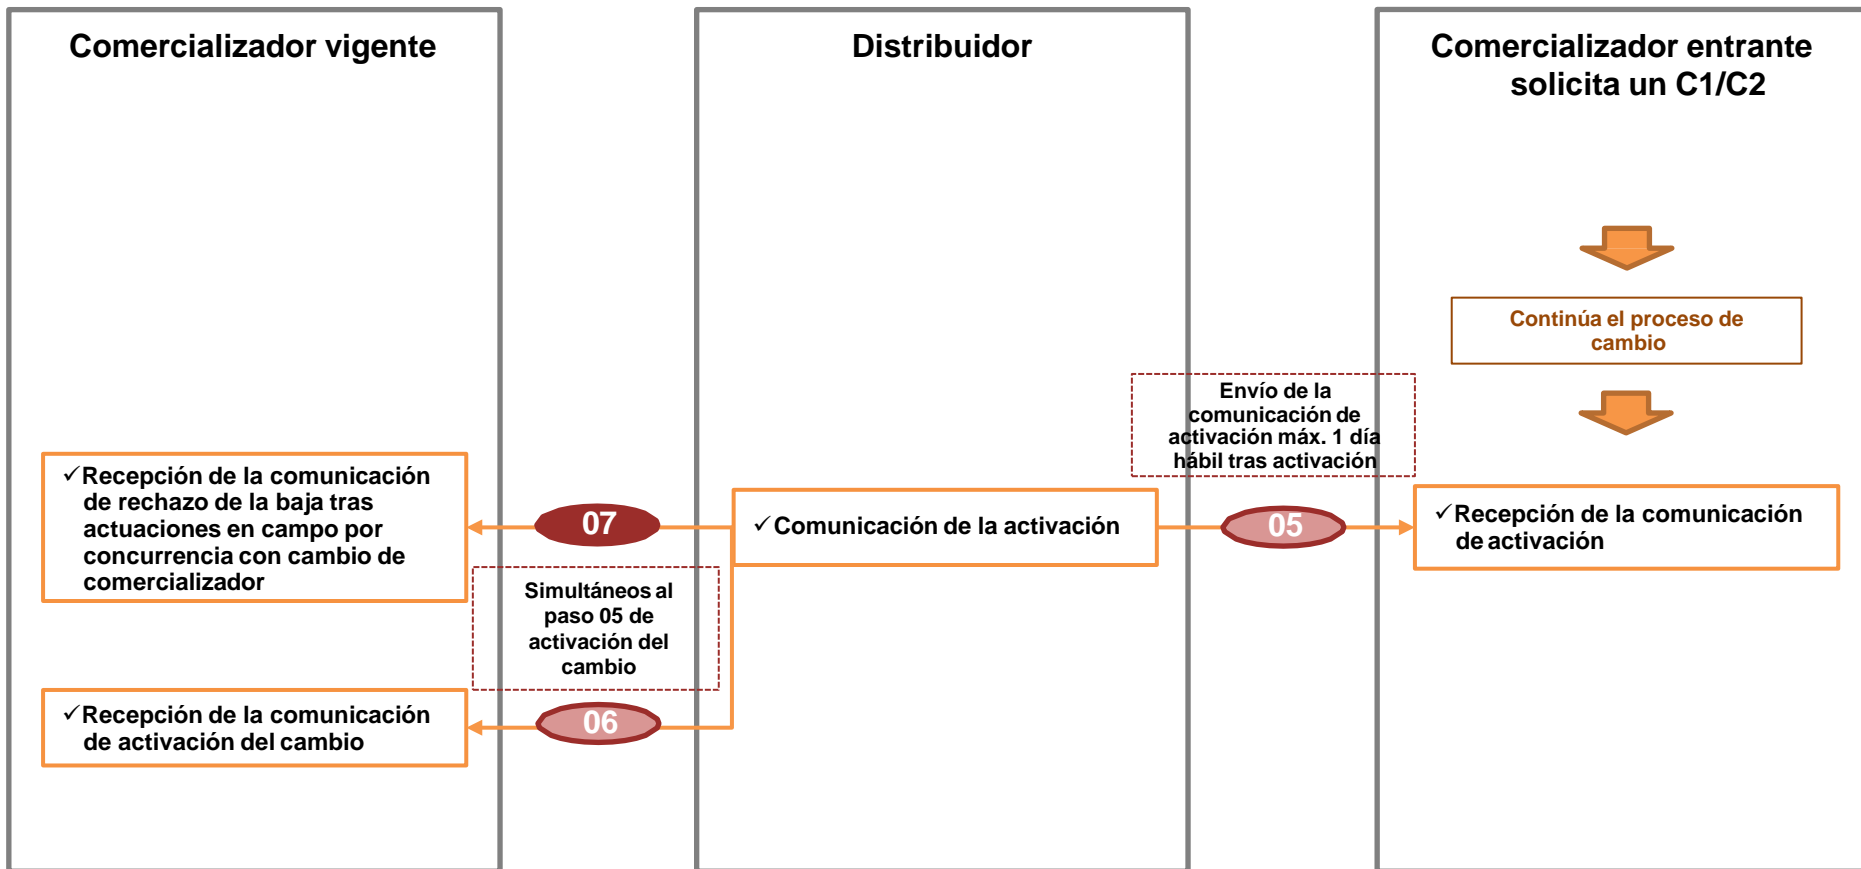 Comercializador vigente
Distribuidor
Comercializador entrante
solicita un C1/C2
Continúa el proceso de
cambio
Envío de la
comunicación de
activación máx. 1 día
hábil tras activación
✓Recepción de la comunicación
de rechazo de la baja tras
actuaciones en campo por
concurrencia con cambio de
comercializador
07
✓Comunicación de la activación
05
✓Recepción de la comunicación
de activación
Simultáneos al
paso 05 de
activación del
cambio
✓Recepción de la comunicación
de activación del cambio
06